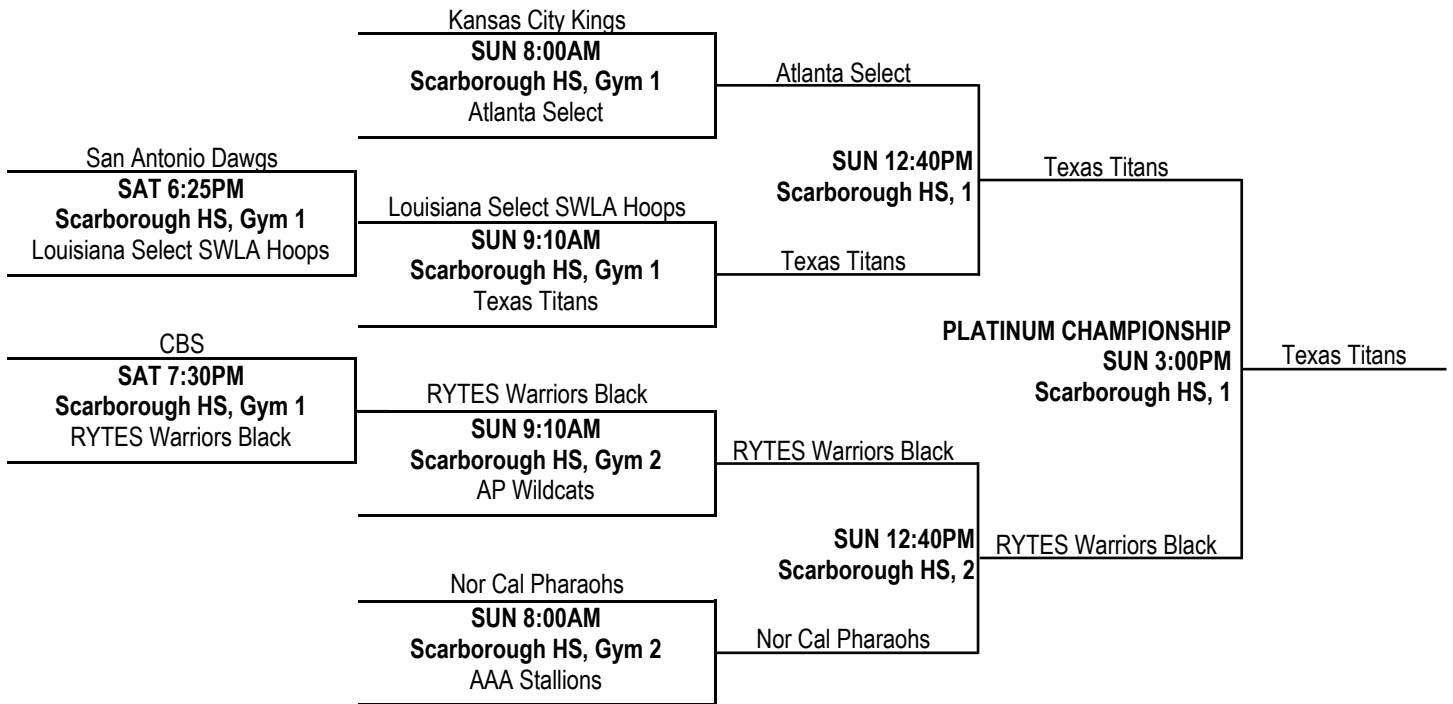 Kansas City Kings
SUN 8:00AM
Scarborough HS, Gym 1
Atlanta Select
San Antonio Dawgs
SAT 6:25PM
Scarborough HS, Gym 1
Louisiana Select SWLA Hoops
Louisiana Select SWLA Hoops
SUN 9:10AM
Scarborough HS, Gym 1
Texas Titans
CBS
SAT 7:30PM
Scarborough HS, Gym 1
RYTES Warriors Black
RYTES Warriors Black
SUN 9:10AM
Scarborough HS, Gym 2
AP Wildcats
Nor Cal Pharaohs
SUN 8:00AM
Scarborough HS, Gym 2
AAA Stallions
Atlanta Select
SUN 12:40PM
Scarborough HS, 1
Texas Titans
RYTES Warriors Black
SUN 12:40PM
Scarborough HS, 2
Nor Cal Pharaohs
Texas Titans
PLATINUM CHAMPIONSHIP
SUN 3:00PM
Scarborough HS, 1
RYTES Warriors Black
Texas Titans